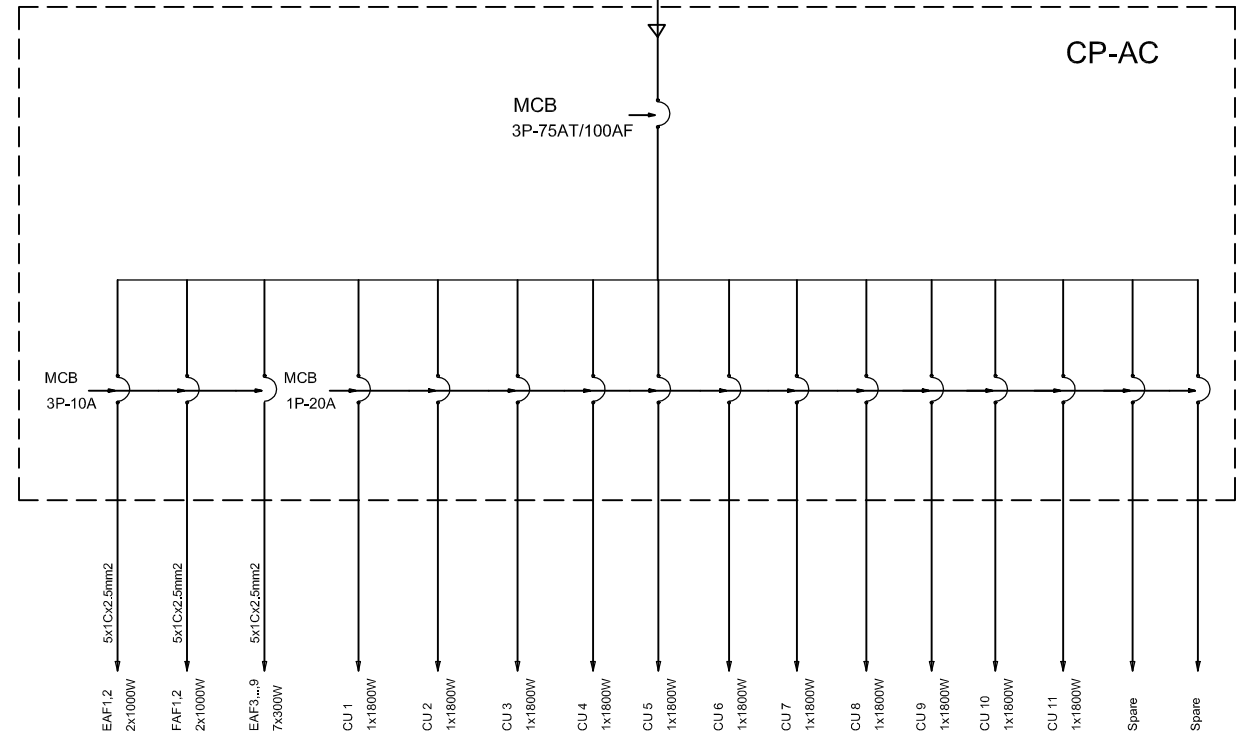 CP-AC
MCB
3P-75AT/100AF
MCB
3P-10A
MCB
1P-20A
5x1Cx2.5mm2
5x1Cx2.5mm2
5x1Cx2.5mm2
EAF1,2
2x1000W
FAF1,2
2x1000W
EAF3,...,9
7x300W
CU 1
1x1800W
CU 2
1x1800W
CU 3
1x1800W
CU 4
1x1800W
CU 5
1x1800W
CU 6
1x1800W
CU 7
1x1800W
CU 8
1x1800W
CU 9
1x1800W
CU 10
1x1800W
CU 11
1x1800W
Spare
Spare